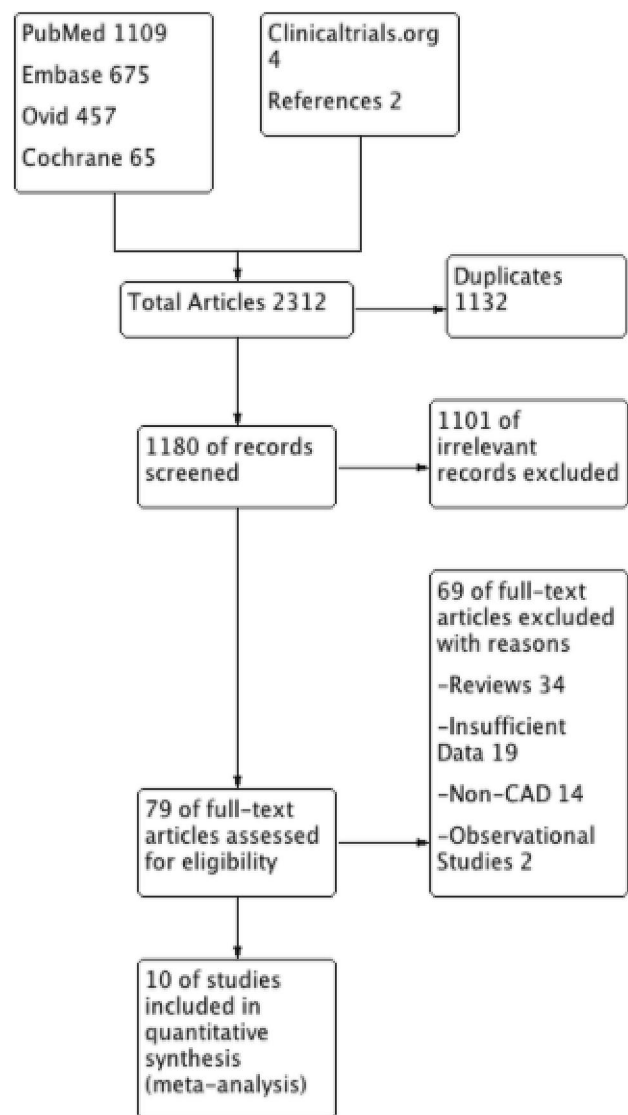 PubMed 1109
Embase 675
Ovid 457
Cochrane 65
Clinicaltrials.org
4
References 2
Total Articles 2312
Duplicates
1132
1180 of records
screened
1101 of
irrelevant
records excluded
69 of full-text
articles excluded
with reasons
-Reviews 34
-Insufficient
Data 19
-Non-CAD 14
-Observational
Studies 2
79 of full-text
articles assessed
for eligibility
10 of studies
included in
quantitative
synthesis
(meta-analysis)